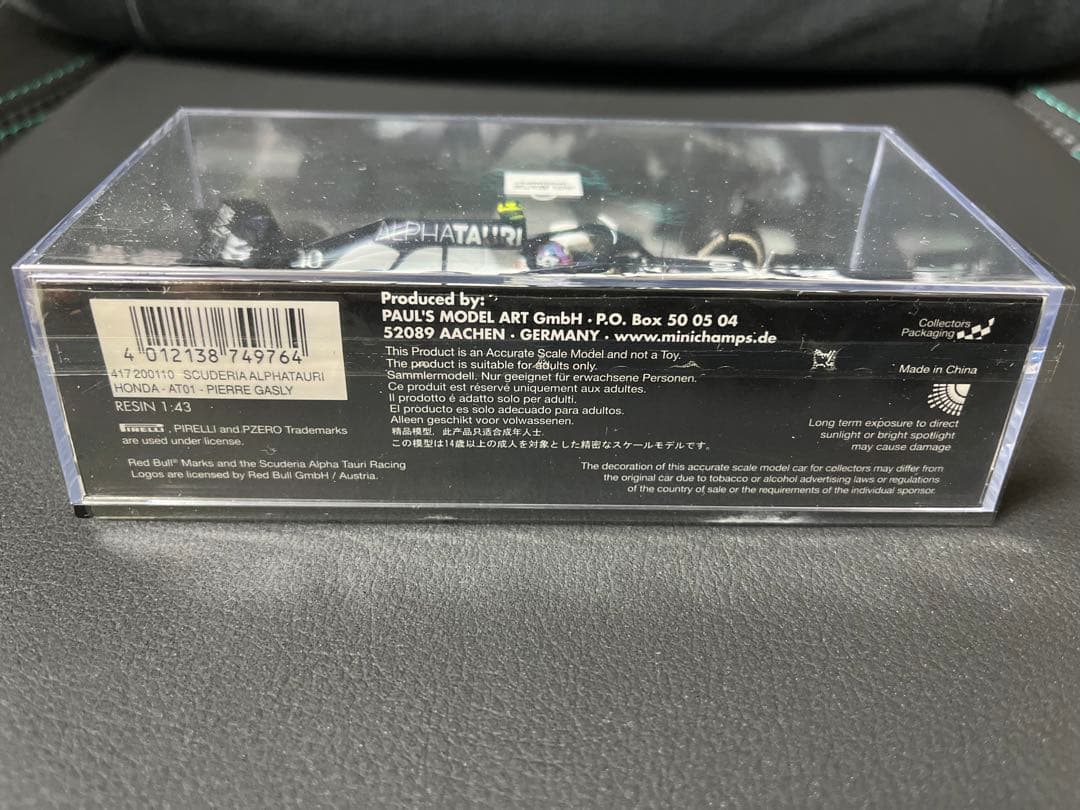 ALPHATAURI
10
4 012138 749764
417 200110 SCUDERIA ALPHATAURI
HONDA - AT01 - PIERRE GASLY
RESIN 1:43
PIRELLI, PIRELLI and PZERO Trademarks
are used under license.
Red Bull® Marks and the Scuderia Alpha Tauri Racing
Logos are licensed by Red Bull GmbH / Austria.
Produced by:
PAUL'S MODEL ART GmbH · P.O. Box 50 05 04
52089 AACHEN · GERMANY · www.minichamps.de
This Product is an Accurate Scale Model and not a Toy.
The product is suitable for adults only.
Sammlermodell. Nur geeignet für erwachsene Personen.
Ce produit est réservé uniquement aux adultes.
Il prodotto é adatto solo per adulti.
El producto es solo adecuado para adultos.
Alleen geschikt voor volwassenen.
精品模型，此产品只适合成年人士.
この模型は14歳以上の成人を対象とした精密なスケールモデルです。
Collectors
Packaging
Made in China
Long term exposure to direct
sunlight or bright spotlight
may cause damage
The decoration of this accurate scale model car for collectors may differ from
the original car due to tobacco or alcohol advertising laws or regulations
of the country of sale or the requirements of the individual sponsor.